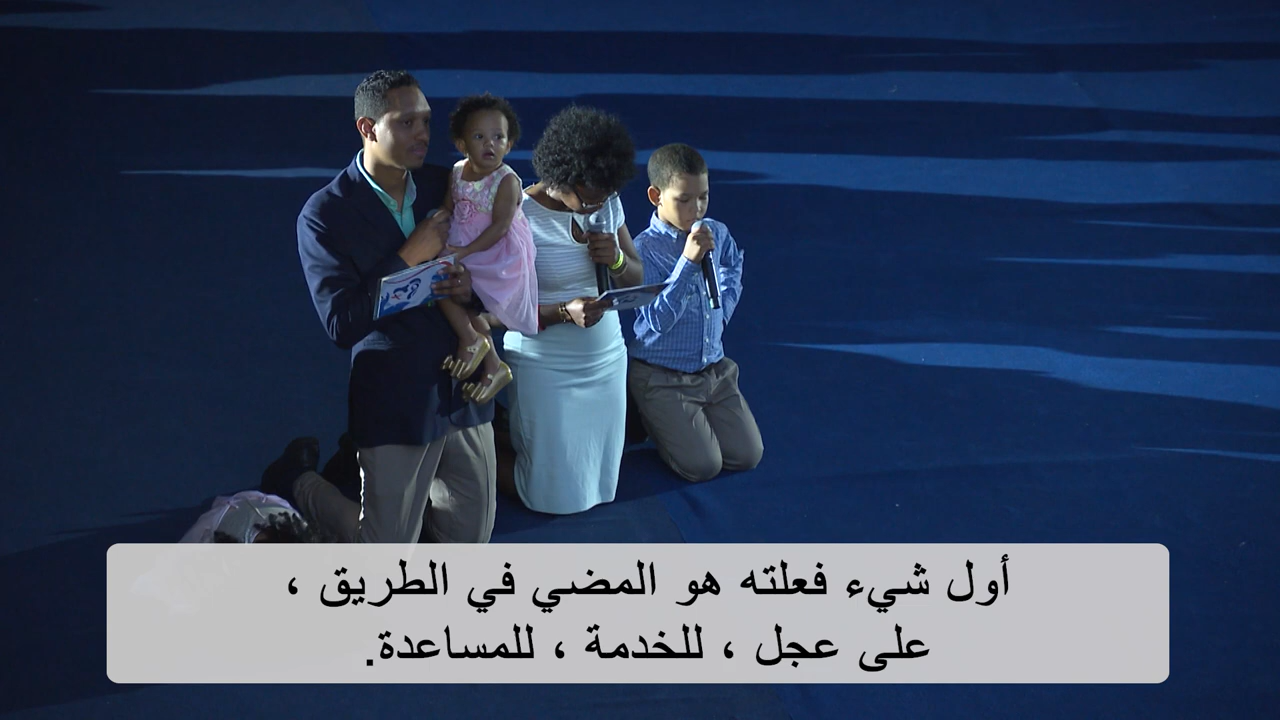 أول شيء فعلته هو المضي في الطريق ،
على عجل ، للخدمة ، للمساعدة.